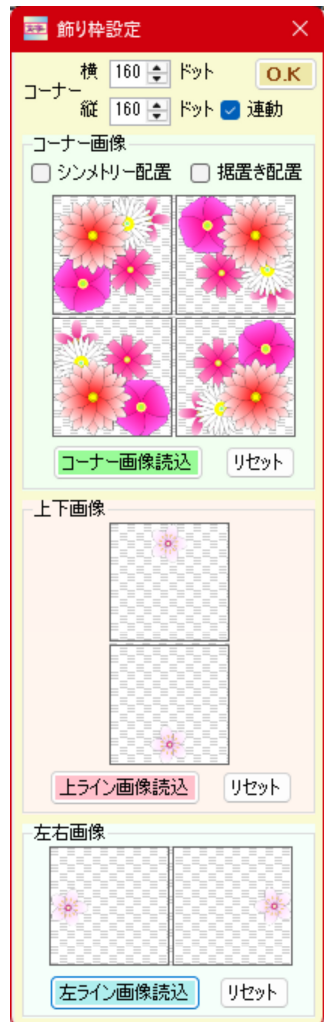 飾り枠設定
コーナー
横 160 ドット
O.K
縦 160 ドット 連動
コーナー画像
シンメトリー配置 据置き配置
コーナー画像読込 リセット
上下画像
上ライン画像読込 リセット
左右画像
左ライン画像読込 リセット